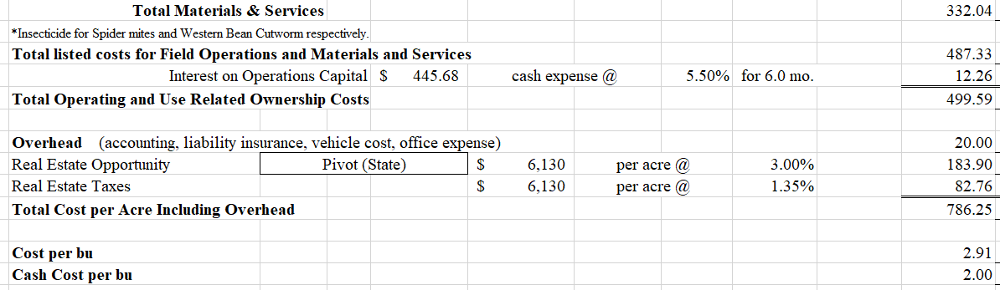 Total Materials & Services 332.04
*Insecticide for Spider mites and Western Bean Cutworm respectively.
Total listed costs for Field Operations and Materials and Services 487.33
Interest on Operations Capital $ 445.68 cash expense @ 5.50% for 6.0 mo. 12.26
Total Operating and Use Related Ownership Costs 499.59
Overhead (accounting, liability insurance, vehicle cost, office expense) 20.00
Real Estate Opportunity Pivot (State) $ 6,130 per acre @ 3.00% 183.90
Real Estate Taxes $ 6,130 per acre @ 1.35% 82.76
Total Cost per Acre Including Overhead 786.25
Cost per bu 2.91
Cash Cost per bu 2.00